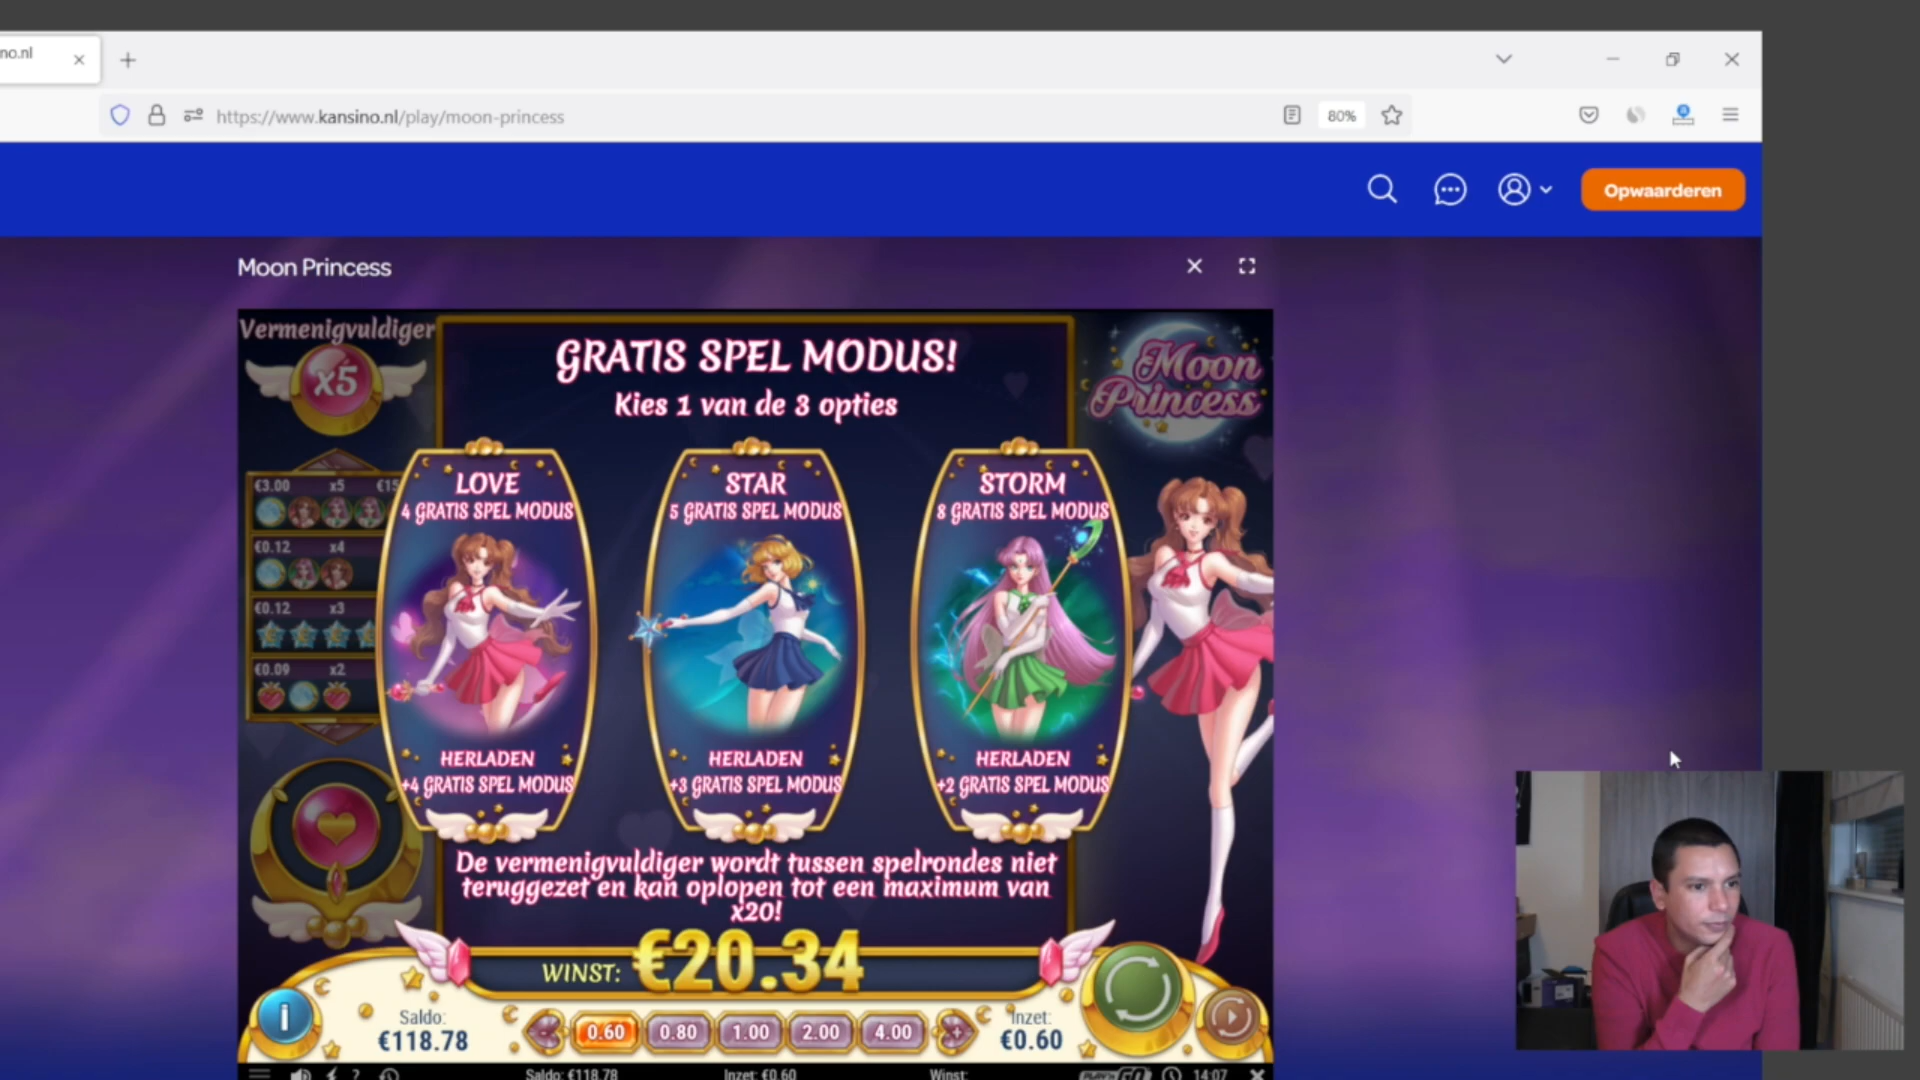 no.nl
https://www.kansino.nl/play/moon-princess
80%
Opwaarderen
Moon Princess
Vermenigvuldiger
x5
GRATIS SPEL MODUS!
Kies 1 van de 3 opties
Moon
Princess
€3.00 x5 €15
€0.12 x4
€0.12 x3
€0.09 x2
LOVE
4 GRATIS SPEL MODUS
HERLADEN
+4 GRATIS SPEL MODUS
STAR
5 GRATIS SPEL MODUS
HERLADEN
+3 GRATIS SPEL MODUS
STORM
8 GRATIS SPEL MODUS
HERLADEN
+2 GRATIS SPEL MODUS
De vermenigvuldiger wordt tussen spelrondes niet
teruggezet en kan oplopen tot een maximum van
x20!
WINST: €20.34
Saldo:
€118.78
0.60 0.80 1.00 2.00 4.00
Inzet:
€0.60
Saldo: €118.78 Inzet: €0.60 Winst: PLAY'n GO 14:07